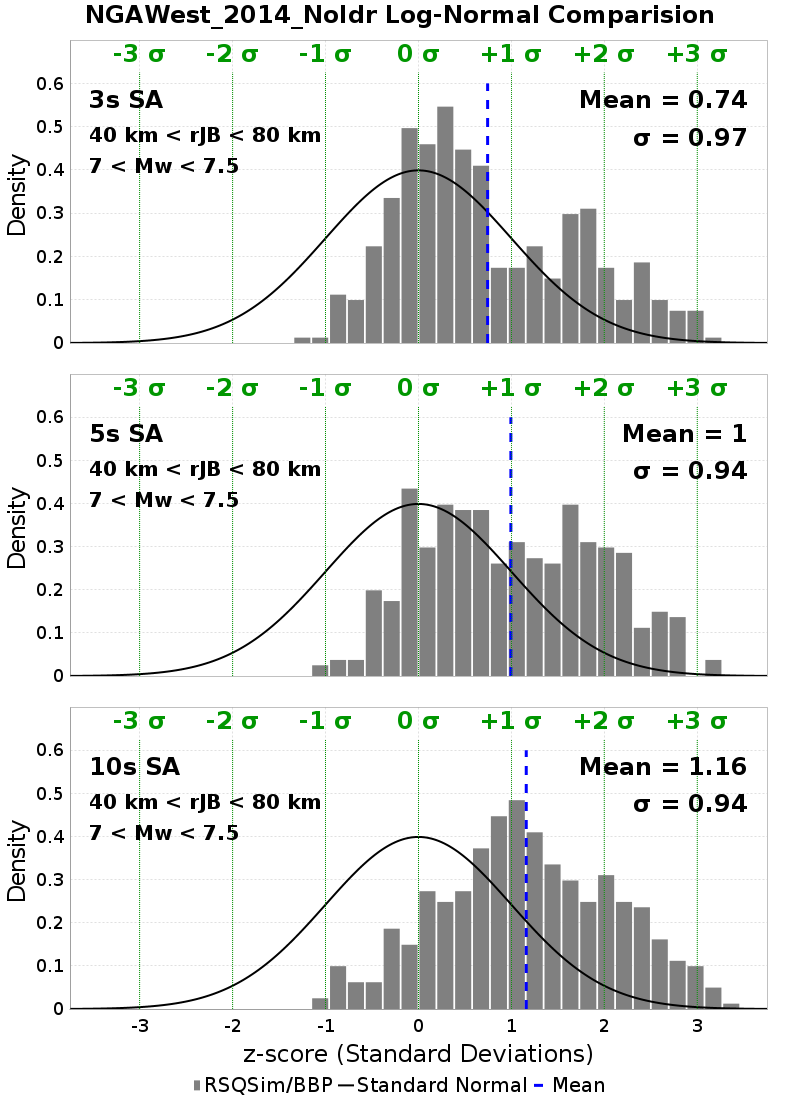 NGAWest_2014_NoIdr Log-Normal Comparision
-3 σ -2 σ -1 σ 0 σ +1 σ +2 σ +3 σ
3s SA
40 km < rJB < 80 km
7 < Mw < 7.5
Mean = 0.74
σ = 0.97
Density
0.6
0.5
0.4
0.3
0.2
0.1
0
-3 σ -2 σ -1 σ 0 σ +1 σ +2 σ +3 σ
5s SA
40 km < rJB < 80 km
7 < Mw < 7.5
Mean = 1
σ = 0.94
Density
0.6
0.5
0.4
0.3
0.2
0.1
0
-3 σ -2 σ -1 σ 0 σ +1 σ +2 σ +3 σ
10s SA
40 km < rJB < 80 km
7 < Mw < 7.5
Mean = 1.16
σ = 0.94
Density
0.6
0.5
0.4
0.3
0.2
0.1
0
-3 -2 -1 0 1 2 3
z-score (Standard Deviations)
RSQSim/BBP Standard Normal Mean